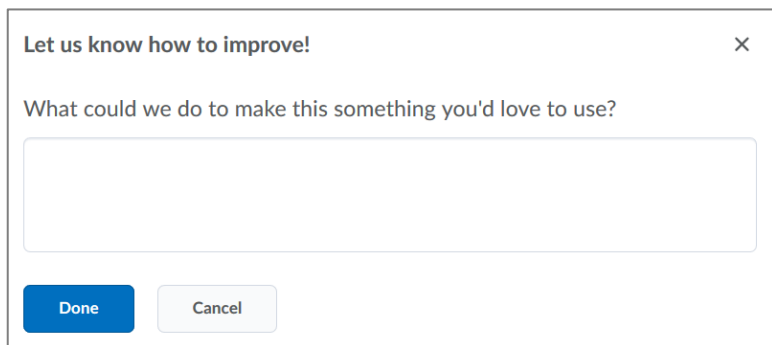 Let us know how to improve!
What could we do to make this something you'd love to use?
Done Cancel